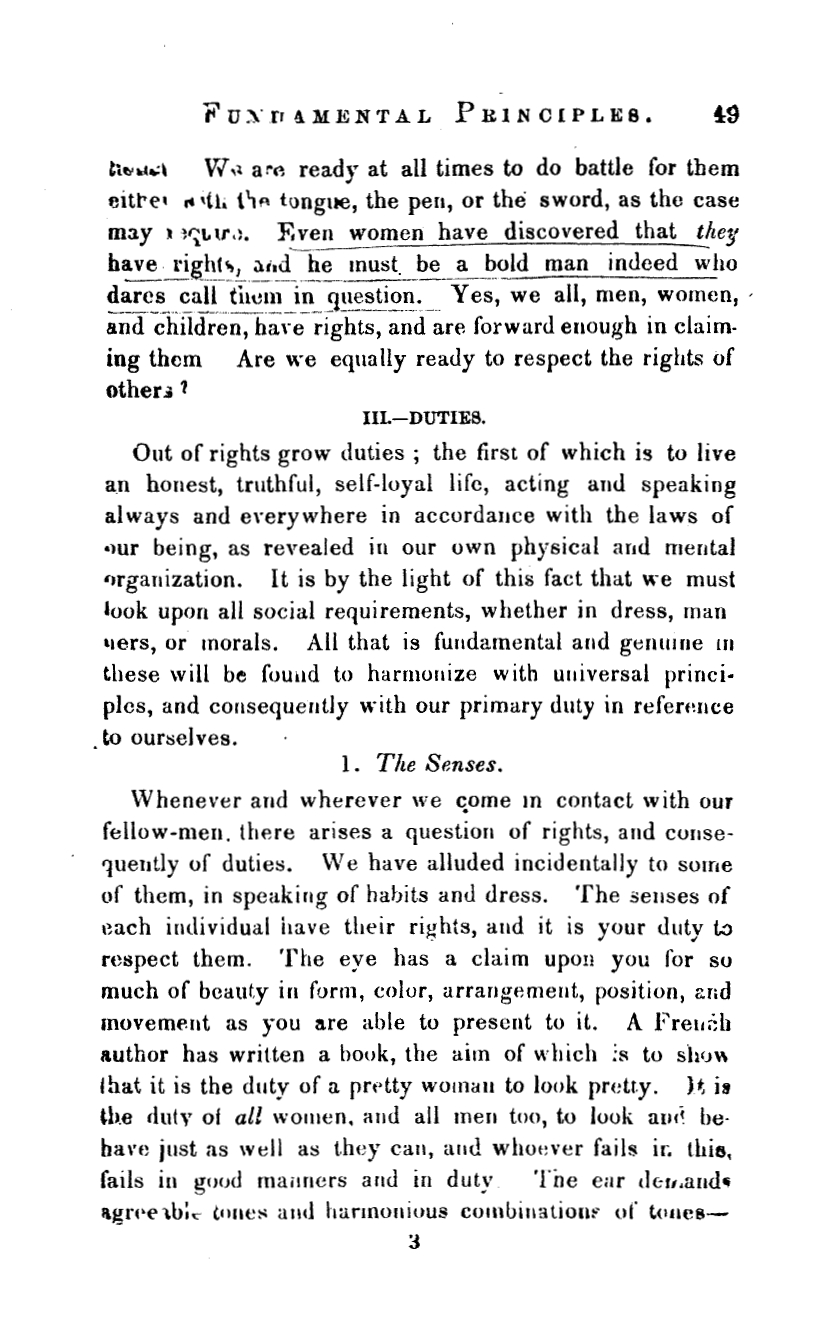 FUNDAMENTAL PRINCIPLES. 49
We are ready at all times to do battle for them
either with the tongue, the pen, or the sword, as the case
may require. Even women have discovered that they
have rights, and he must be a bold man indeed who
dares call them in question. Yes, we all, men, women,
and children, have rights, and are forward enough in claim-
ing them Are we equally ready to respect the rights of
others?
III.—DUTIES.
Out of rights grow duties ; the first of which is to live
an honest, truthful, self-loyal life, acting and speaking
always and everywhere in accordance with the laws of
our being, as revealed in our own physical and mental
organization. It is by the light of this fact that we must
look upon all social requirements, whether in dress, man
ners, or morals. All that is fundamental and genuine in
these will be found to harmonize with universal princi-
ples, and consequently with our primary duty in reference
to ourselves.
1. The Senses.
Whenever and wherever we come in contact with our
fellow-men, there arises a question of rights, and conse-
quently of duties. We have alluded incidentally to some
of them, in speaking of habits and dress. The senses of
each individual have their rights, and it is your duty to
respect them. The eye has a claim upon you for so
much of beauty in form, color, arrangement, position, and
movement as you are able to present to it. A French
author has written a book, the aim of which is to show
that it is the duty of a pretty woman to look pretty. It is
the duty of all women, and all men too, to look and be-
have just as well as they can, and whoever fails in this,
fails in good manners and in duty The ear demands
agreeable tones and harmonious combinations of tones—
3